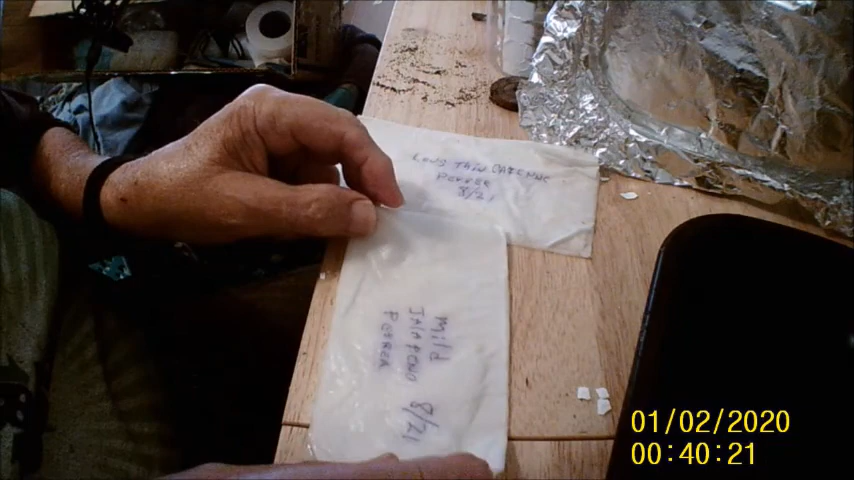 LONG THIN CAYENNE
PEPPER
8/21
Mild
JALAPENO 8/21
PEPPER
01/02/2020
00:40:21